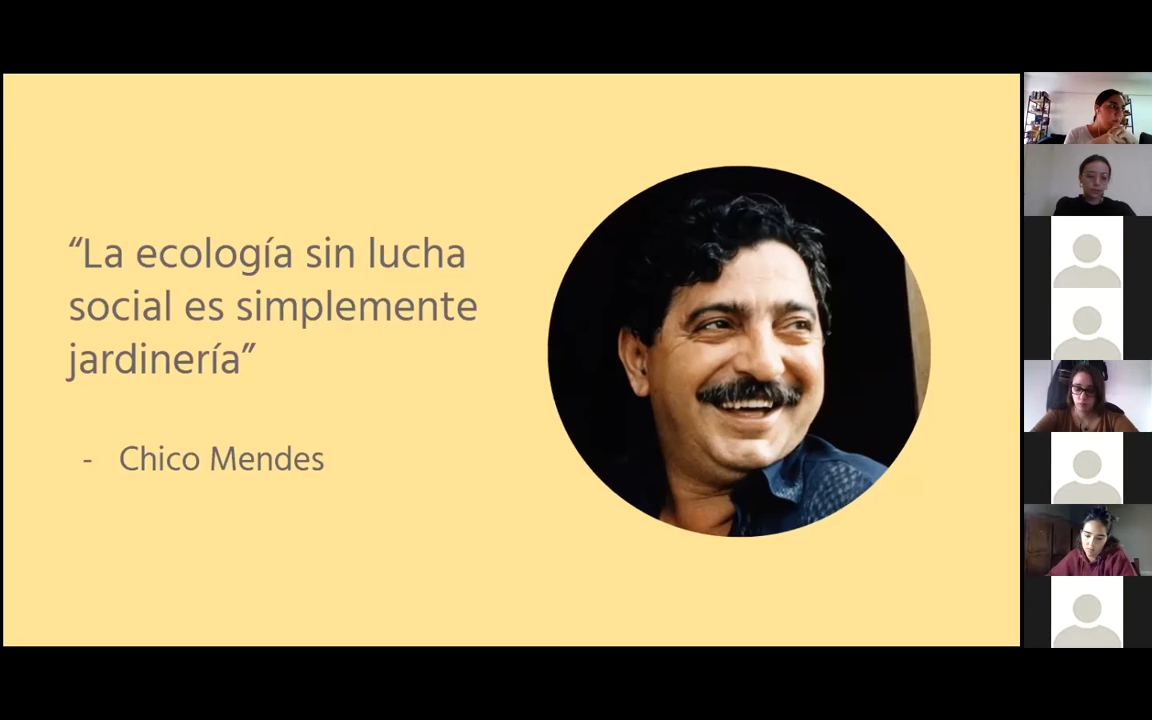 “La ecología sin lucha
social es simplemente
jardinería”
- Chico Mendes